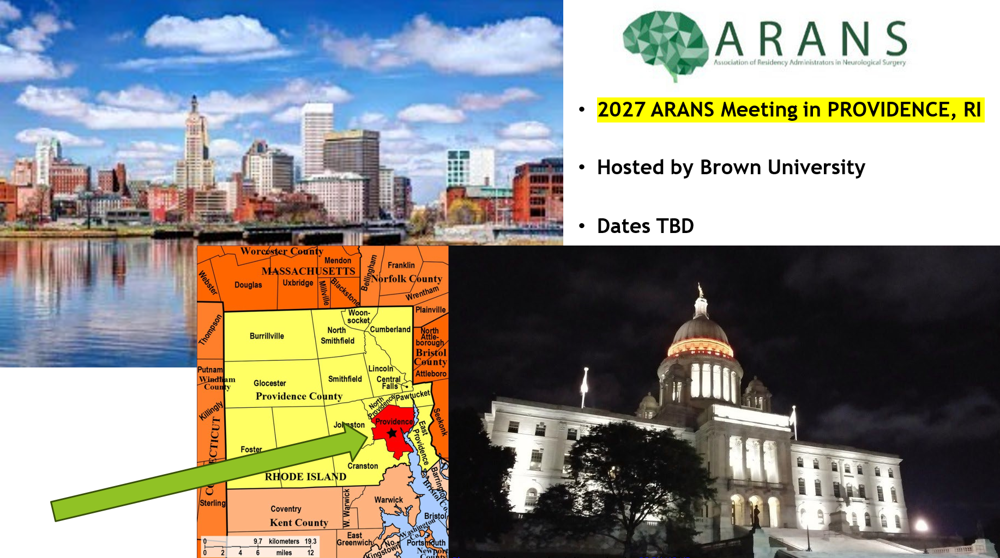 ARANS
Association of Residency Administrators in Neurological Surgery
• 2027 ARANS Meeting in PROVIDENCE, RI
• Hosted by Brown University
• Dates TBD
Worcester County
Mendon
MASSACHUSETTS
Webster
Douglas
Uxbridge
Millville
Blackstone
Bellingham
Franklin
Norfolk County
Wrentham
Plainville
Thompson
Burrillville
North
Smithfield
Woon-
socket
Cumberland
North
Attle-
borough
Bristol
County
Attleboro
Putnam
Windham
County
Glocester
Smithfield
Lincoln
Central
Falls
Providence County
North
Providence
Pawtucket
Killingly
Johnston
Providence
East
Providence
Seekonk
Foster
Cranston
RHODE ISLAND
Barrington
Bristol Co.
Sterling
Coventry
Kent County
W. Warwick
Warwick
Bristol
Washington
Co.
East
Greenwich
No.
Kingstown
Portsmouth
Newport
County
0 9.7 kilometers 19.3
0 2 4 6 miles 12